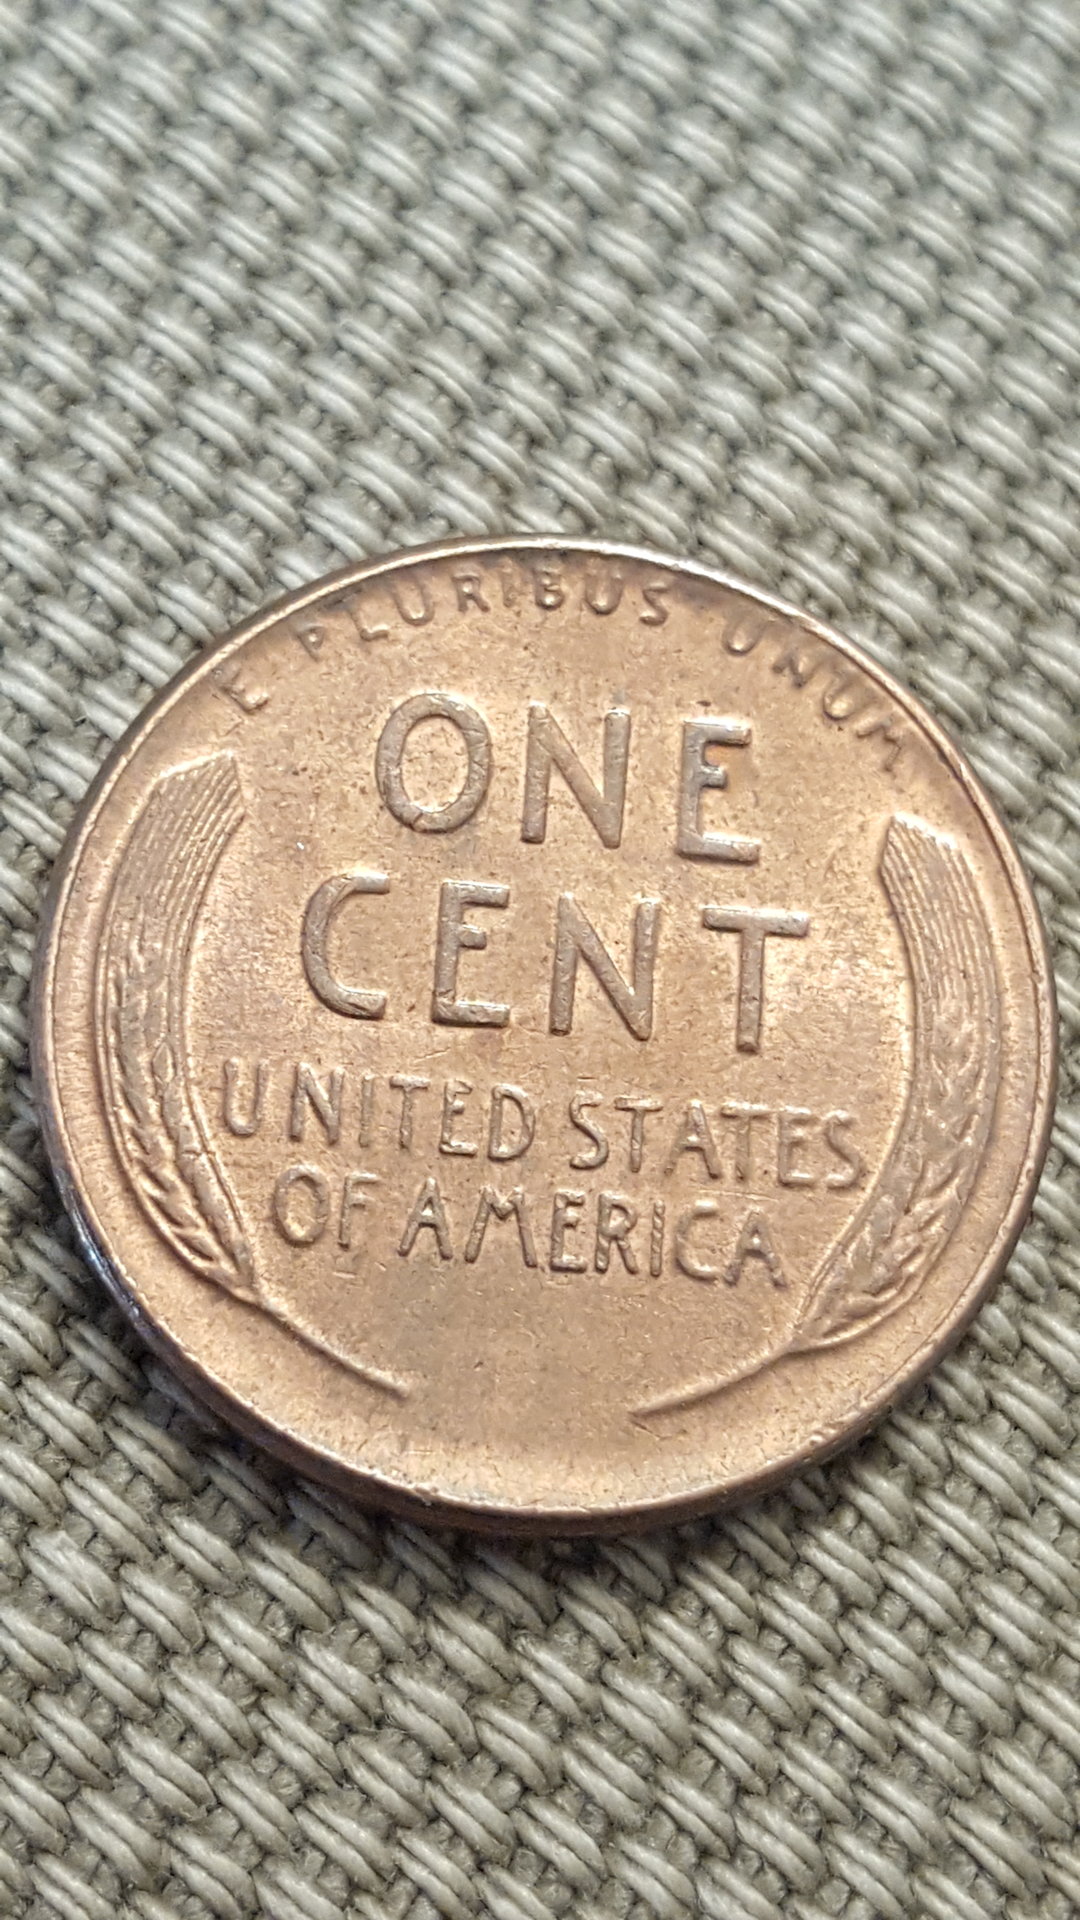 E PLURIBUS UNUM
ONE
CENT
UNITED STATES
OF AMERICA